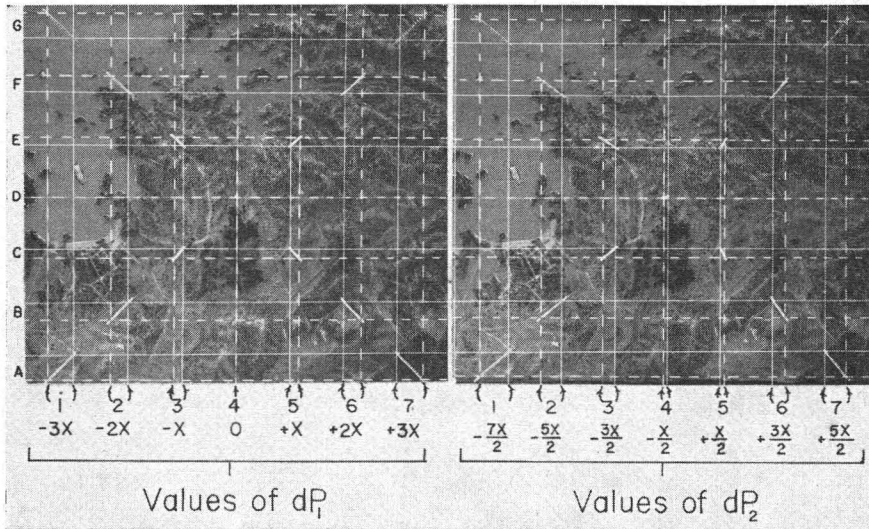 G
F
E
D
C
B
A
1 2 3 4 5 6 7
-3X -2X -X 0 +X +2X +3X
Values of dP₁
1 2 3 4 5 6 7
-7X/2 -5X/2 -3X/2 -X/2 +X/2 +3X/2 +5X/2
Values of dP₂